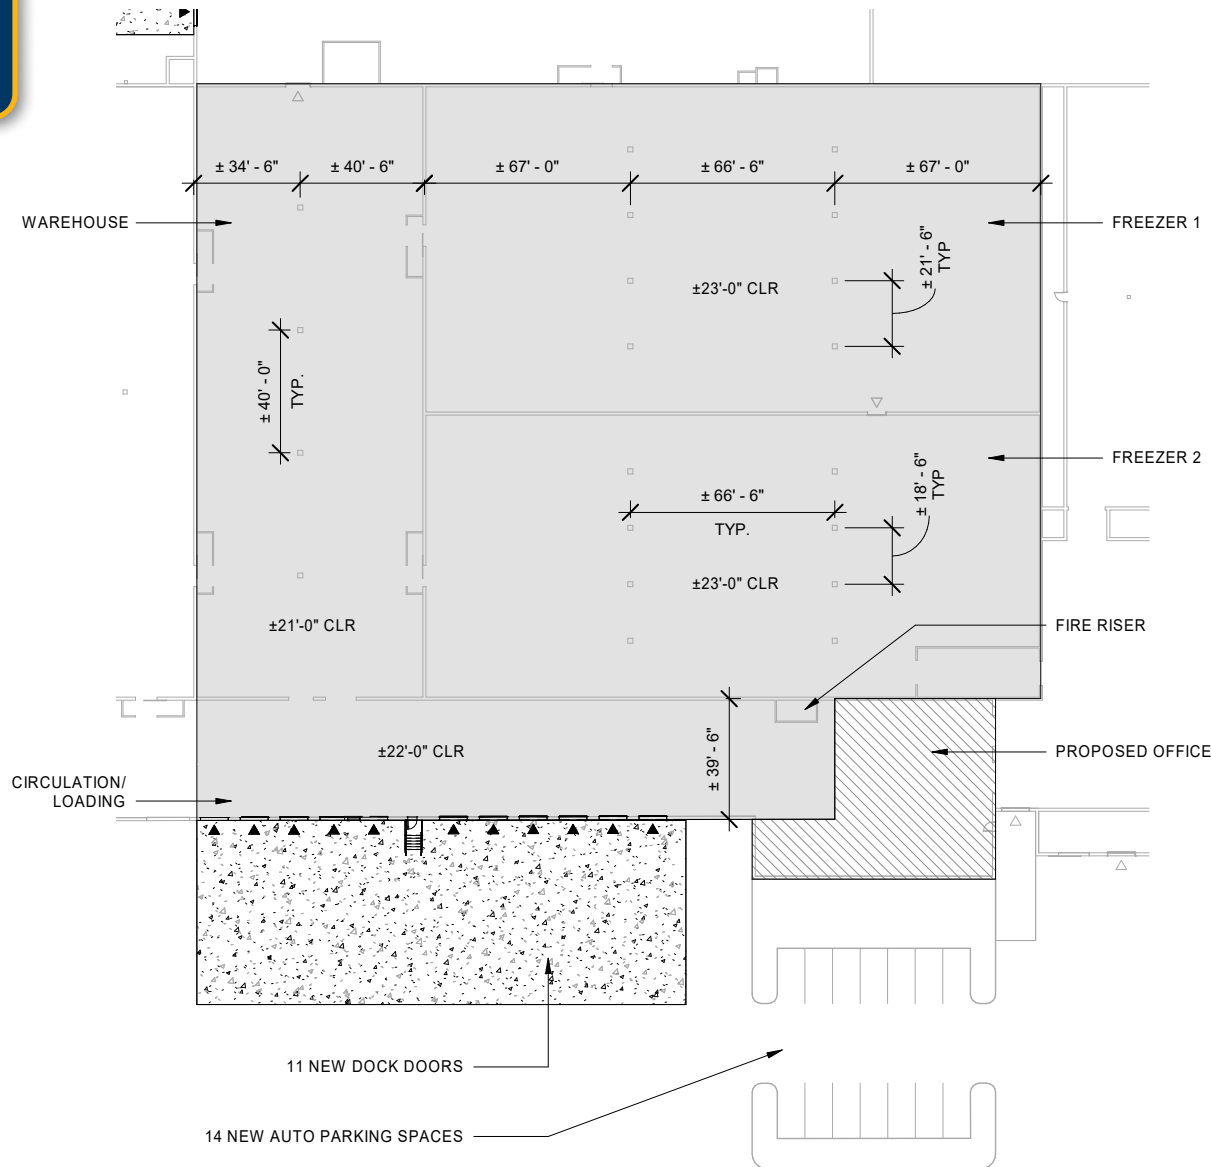 ± 34' - 6"
± 40' - 6"
± 67' - 0"
± 66' - 6"
± 67' - 0"
WAREHOUSE
FREEZER 1
± 21' - 6"
TYP
±23'-0" CLR
± 40' - 0"
TYP.
FREEZER 2
± 18' - 6"
TYP
± 66' - 6"
TYP.
±23'-0" CLR
±21'-0" CLR
FIRE RISER
± 39' - 6"
±22'-0" CLR
PROPOSED OFFICE
CIRCULATION/
LOADING
11 NEW DOCK DOORS
14 NEW AUTO PARKING SPACES